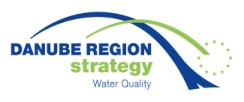 DANUBE REGION
strategy
Water Quality